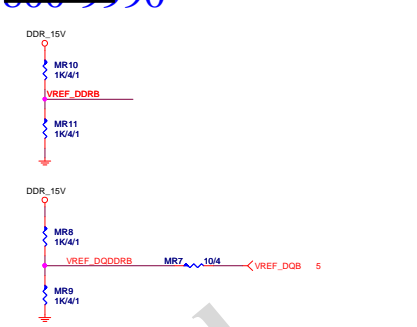 DDR_15V
MR10
1K/4/1
VREF_DDRB
MR11
1K/4/1
DDR_15V
MR8
1K/4/1
VREF_DQDDRB MR7 10/4 VREF_DQB 5
MR9
1K/4/1